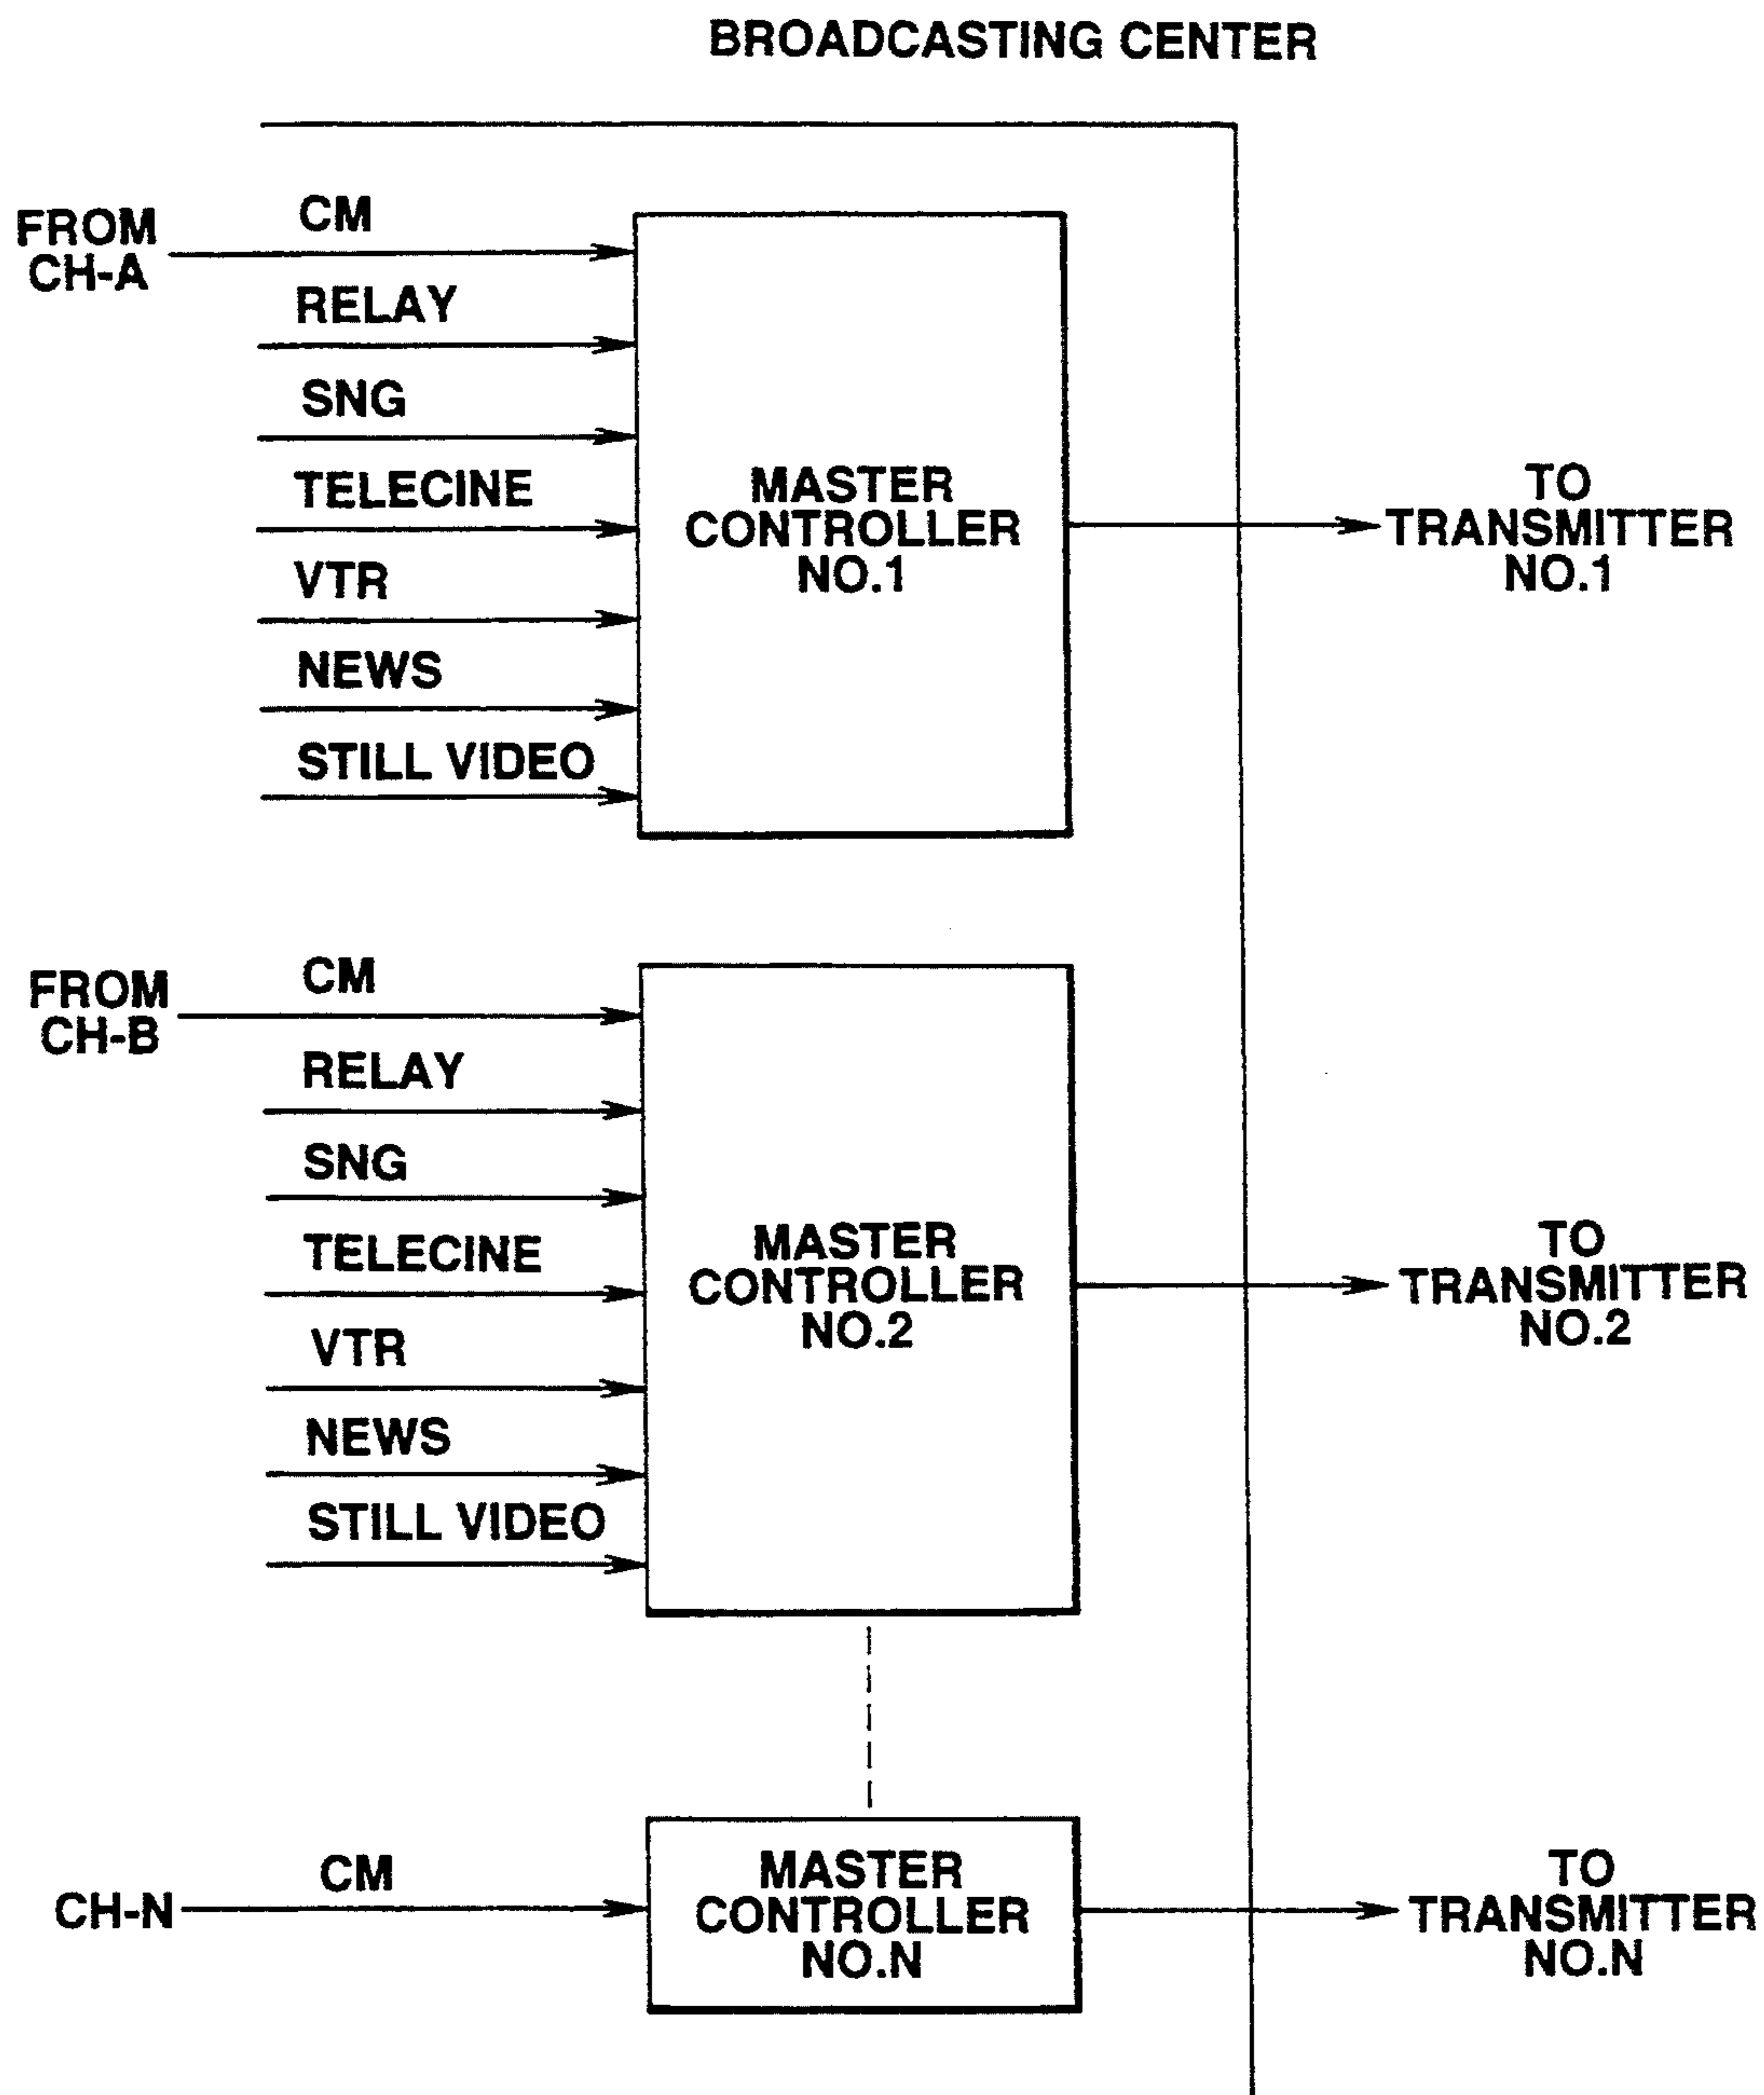 BROADCASTING CENTER
FROM
CH-A
CM
RELAY
SNG
TELECINE
VTR
NEWS
STILL VIDEO
MASTER
CONTROLLER
NO.1
TO
TRANSMITTER
NO.1
FROM
CH-B
CM
RELAY
SNG
TELECINE
VTR
NEWS
STILL VIDEO
MASTER
CONTROLLER
NO.2
TO
TRANSMITTER
NO.2
CH-N
CM
MASTER
CONTROLLER
NO.N
TO
TRANSMITTER
NO.N